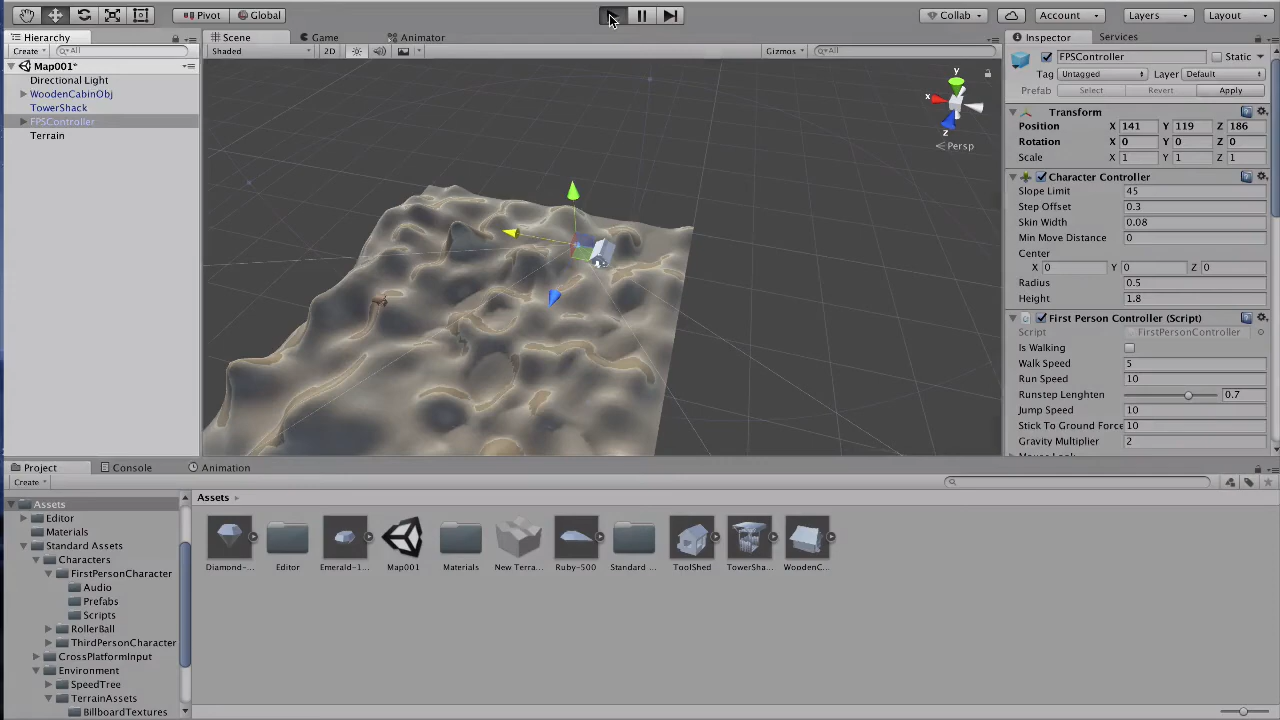 Pivot Global Collab Account Layers Layout
Hierarchy Scene Game Animator Inspector Services
Create All Shaded 2D Gizmos All
FPSController Static
Map001*
Tag Untagged Layer Default
Directional Light
Prefab Select Revert Apply
WoodenCabinObj
TowerShack
Transform
FPSController
Position X 141 Y 119 Z 186
Terrain
Rotation X 0 Y 0 Z 0
Scale X 1 Y 1 Z 1
y
x
z
Persp
Character Controller
Slope Limit 45
Step Offset 0.3
Skin Width 0.08
Min Move Distance 0
Center
X 0 Y 0 Z 0
Radius 0.5
Height 1.8
First Person Controller (Script)
Script FirstPersonController
Is Walking
Walk Speed 5
Run Speed 10
Runstep Lenghten 0.7
Jump Speed 10
Stick To Ground Force 10
Gravity Multiplier 2
Project Console Animation
Create
Assets
Editor
Materials
Standard Assets
Characters
FirstPersonCharacter
Audio
Prefabs
Scripts
RollerBall
ThirdPersonCharacter
CrossPlatformInput
Environment
SpeedTree
TerrainAssets
BillboardTextures
Assets
Diamond-... Editor Emerald-1... Map001 Materials New Terra... Ruby-500 Standard ... ToolShed TowerSha... WoodenC...